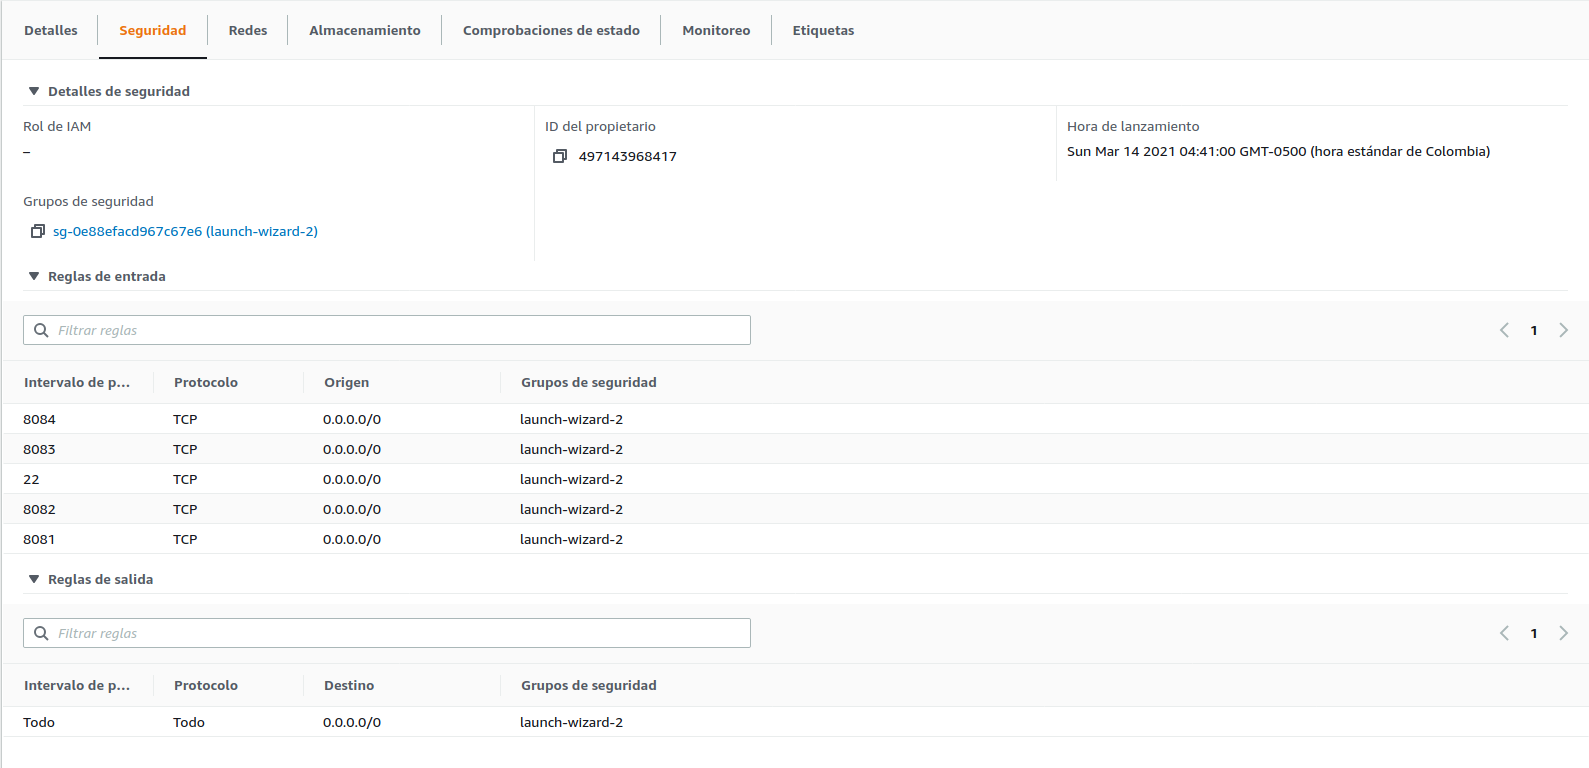 Detalles Seguridad Redes Almacenamiento Comprobaciones de estado Monitoreo Etiquetas
Detalles de seguridad
Rol de IAM
–
ID del propietario
497143968417
Hora de lanzamiento
Sun Mar 14 2021 04:41:00 GMT-0500 (hora estándar de Colombia)
Grupos de seguridad
sg-0e88efacd967c67e6 (launch-wizard-2)
Reglas de entrada
Filtrar reglas 1
Intervalo de p... Protocolo Origen Grupos de seguridad
8084 TCP 0.0.0.0/0 launch-wizard-2
8083 TCP 0.0.0.0/0 launch-wizard-2
22 TCP 0.0.0.0/0 launch-wizard-2
8082 TCP 0.0.0.0/0 launch-wizard-2
8081 TCP 0.0.0.0/0 launch-wizard-2
Reglas de salida
Filtrar reglas 1
Intervalo de p... Protocolo Destino Grupos de seguridad
Todo Todo 0.0.0.0/0 launch-wizard-2